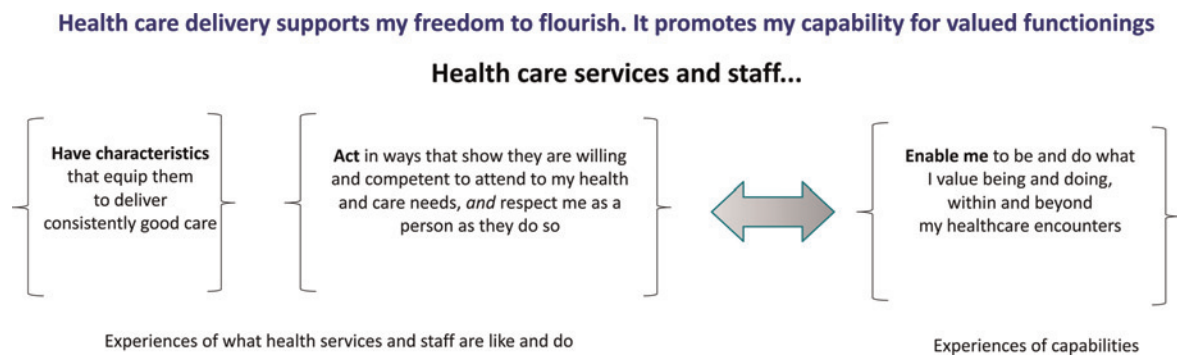 Health care delivery supports my freedom to flourish. It promotes my capability for valued functionings
Health care services and staff...
Have characteristics
that equip them
to deliver
consistently good care
Act in ways that show they are willing
and competent to attend to my health
and care needs, and respect me as a
person as they do so
Enable me to be and do what
I value being and doing,
within and beyond
my healthcare encounters
Experiences of what health services and staff are like and do
Experiences of capabilities